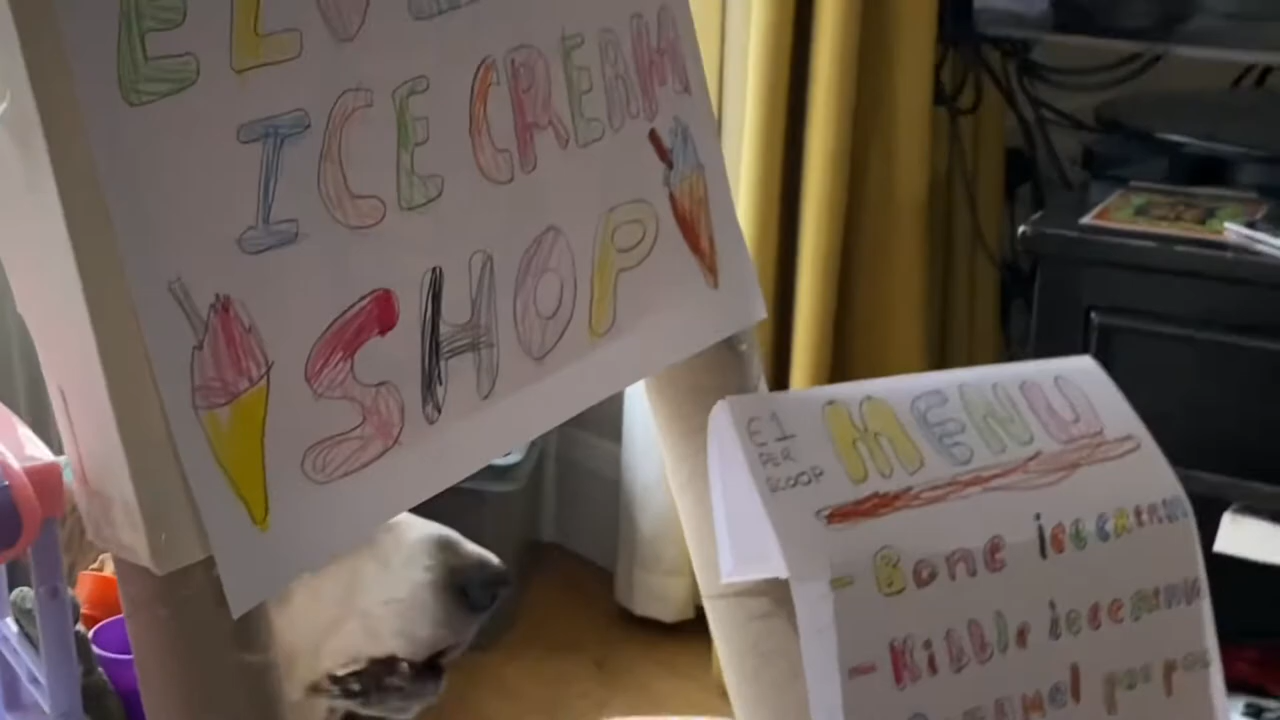 ICE CREAM
SHOP
£1
PER
SCOOP
MENU
- Bone icecream
- Kibble icecream